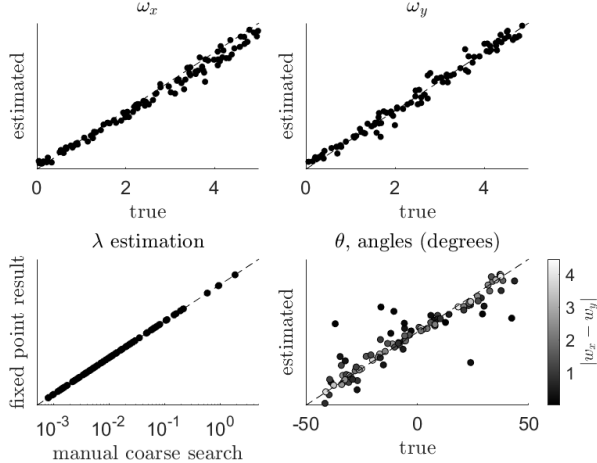 ωx
estimated
0 2 4
true
ωy
estimated
0 2 4
true
λ estimation
fixed point result
10^-3 10^-2 10^-1 10^0
manual coarse search
θ, angles (degrees)
estimated
-50 0 50
true
4
3
2
1
|wx − wy|